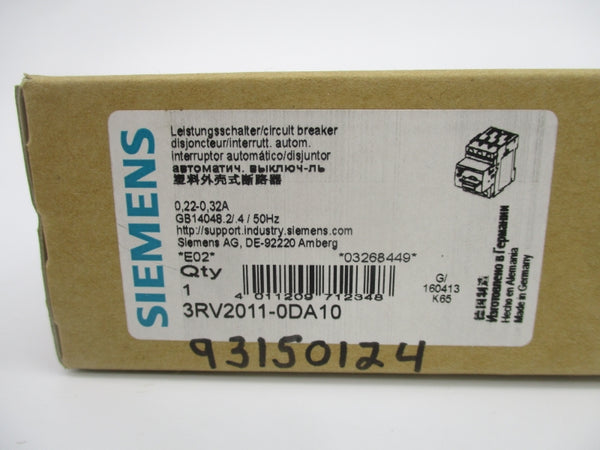 SIEMENS
Leistungsschalter/circuit breaker
disjoncteur/interrutt. autom.
interruptor automático/disjuntor
автоматич. выключ-ль
塑料外壳式断路器
0,22-0,32A
GB14048.2/.4 / 50Hz
http://support.industry.siemens.com
Siemens AG, DE-92220 Amberg
*E02*
*03268449*
Qty
1
4 011209 712348
G/
160413
K65
3RV2011-0DA10
德国制造
Изготовлено в Германии
Hecho en Alemania
Made in Germany
93150124